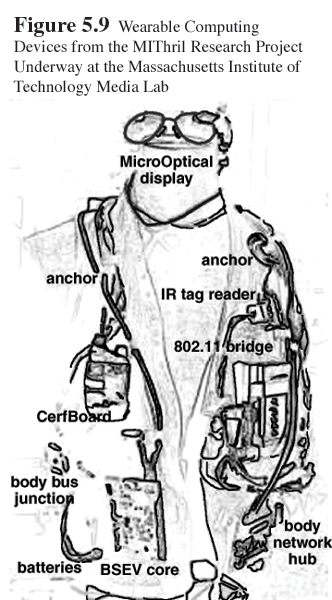 Figure 5.9 Wearable Computing
Devices from the MIThril Research Project
Underway at the Massachusetts Institute of
Technology Media Lab
MicroOptical
display
anchor
anchor
IR tag reader
802.11 bridge
CerfBoard
body bus
junction
body
network
hub
batteries
BSEV core